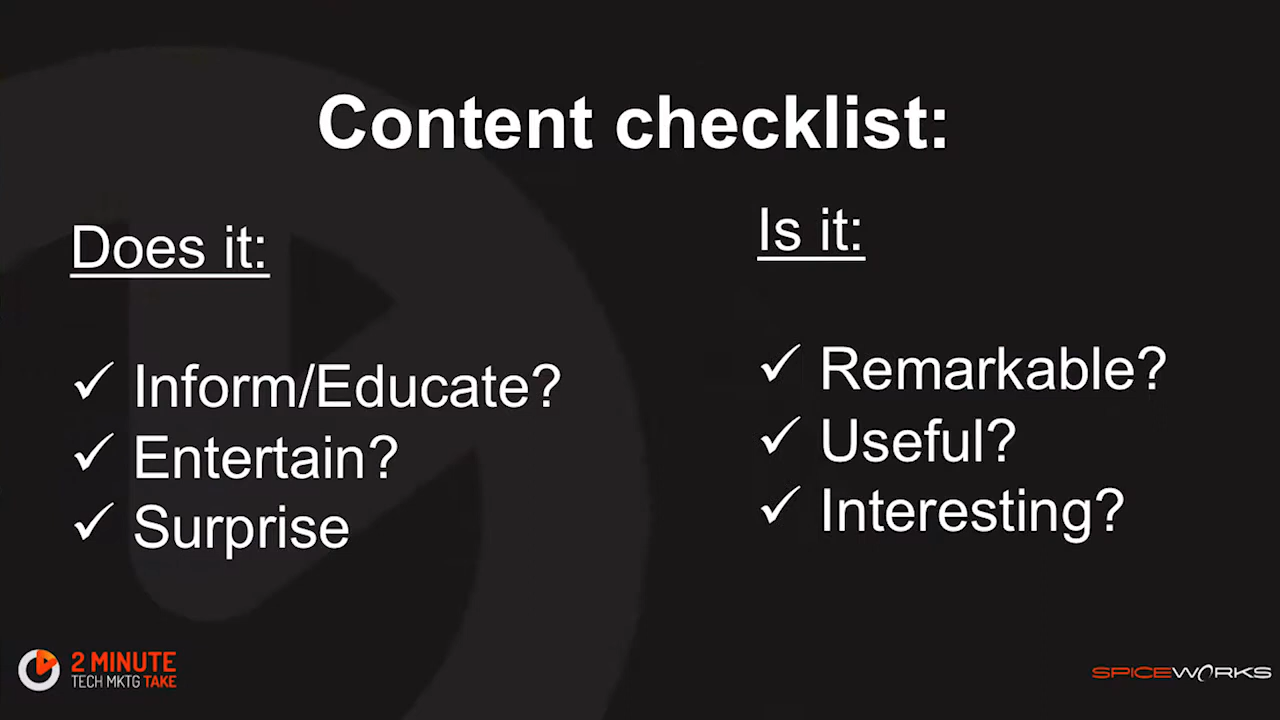 Content checklist:
Does it:
✓ Inform/Educate?
✓ Entertain?
✓ Surprise
Is it:
✓ Remarkable?
✓ Useful?
✓ Interesting?
2 MINUTE
TECH MKTG TAKE
SPICEWORKS